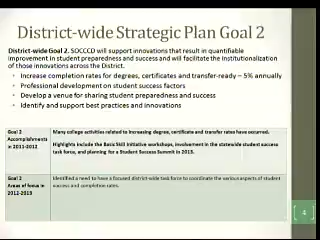 District-wide Strategic Plan Goal 2
District-wide Goal 2. SOCCCD will support innovations that result in quantifiable
improvement in student preparedness and success and will facilitate the institutionalization
of those innovations across the District.
• Increase completion rates for degrees, certificates and transfer-ready – 5% annually
• Professional development on student success factors
• Develop a venue for sharing student preparedness and success
• Identify and support best practices and innovations
Goal 2
Accomplishments
in 2011-2012
Many college activities related to increasing degree, certificate and transfer rates have occurred.
Highlights include the Basic Skill Initiative workshops, involvement in the statewide student success
task force, and planning for a Student Success Summit in 2013.
Goal 2
Areas of focus in
2012-2013
Identified a need to have a focused district-wide task force to coordinate the various aspects of student
success and completion rates.
4